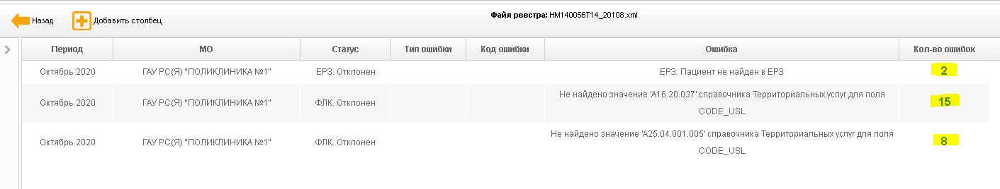 Назад
Добавить столбец
Файл реестра: HM140056T14_20108.xml
Период МО Статус Тип ошибки Код ошибки Ошибка Кол-во ошибок
Октябрь 2020 ГАУ РС(Я) "ПОЛИКЛИНИКА №1" ЕРЗ. Отклонен ЕРЗ. Пациент не найден в ЕРЗ 2
Октябрь 2020 ГАУ РС(Я) "ПОЛИКЛИНИКА №1" ФЛК. Отклонен Не найдено значение 'A16.20.037' справочника Территориальных услуг для поля
CODE_USL 15
Октябрь 2020 ГАУ РС(Я) "ПОЛИКЛИНИКА №1" ФЛК. Отклонен Не найдено значение 'A25.04.001.005' справочника Территориальных услуг для поля
CODE_USL 8